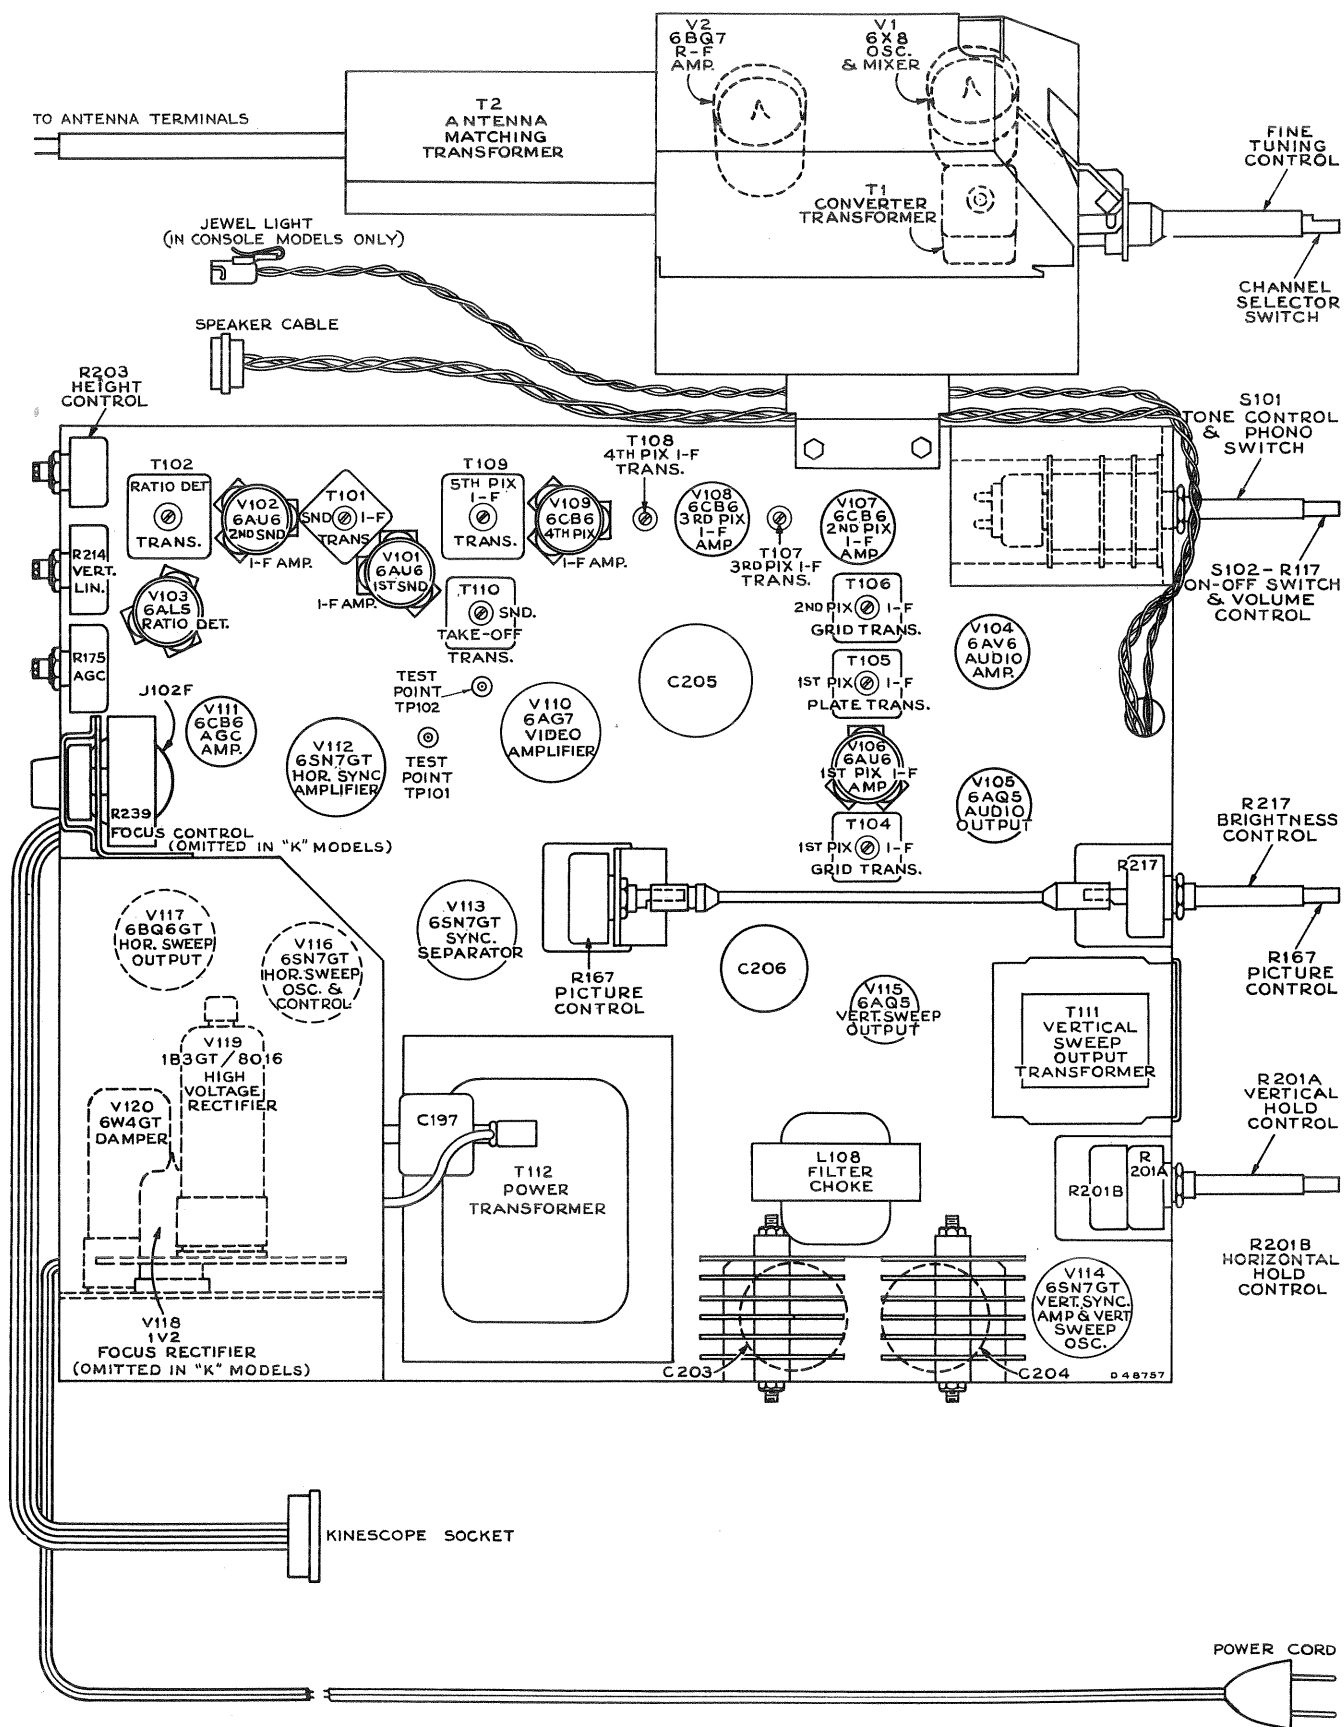 V2
6BQ7
R-F
AMP.
V1
6X8
OSC.
& MIXER
TO ANTENNA TERMINALS
T2
ANTENNA
MATCHING
TRANSFORMER
FINE
TUNING
CONTROL
T1
CONVERTER
TRANSFORMER
JEWEL LIGHT
(IN CONSOLE MODELS ONLY)
CHANNEL
SELECTOR
SWITCH
SPEAKER CABLE
R203
HEIGHT
CONTROL
S101
TONE CONTROL
& PHONO
SWITCH
T102
RATIO DET.
TRANS.
V102
6AU6
2ND SND
I-F AMP.
T101
SND I-F
TRANS
V101
6AU6
1ST SND
I-F AMP.
T109
5TH PIX
I-F
TRANS.
V109
6CB6
4TH PIX
I-F AMP.
T108
4TH PIX I-F
TRANS.
V108
6CB6
3RD PIX
I-F
AMP
T107
3RD PIX I-F
TRANS.
V107
6CB6
2ND PIX
I-F
AMP
S102-R117
ON-OFF SWITCH
& VOLUME
CONTROL
R214
VERT.
LIN.
V103
6AL5
RATIO DET.
T110
SND.
TAKE-OFF
TRANS.
T106
2ND PIX I-F
GRID TRANS.
V104
6AV6
AUDIO
AMP.
R175
AGC
J102F
TEST
POINT
TP102
C205
T105
1ST PIX I-F
PLATE TRANS.
V111
6CB6
AGC
AMP.
V112
6SN7GT
HOR. SYNC
AMPLIFIER
TEST
POINT
TP101
V110
6AG7
VIDEO
AMPLIFIER
V106
6AU6
1ST PIX I-F
AMP
V105
6AQ5
AUDIO
OUTPUT
R239
FOCUS CONTROL
(OMITTED IN "K" MODELS)
T104
1ST PIX I-F
GRID TRANS.
R217
BRIGHTNESS
CONTROL
R217
V117
6BQ6GT
HOR. SWEEP
OUTPUT
V116
6SN7GT
HOR. SWEEP
OSC. &
CONTROL
V113
6SN7GT
SYNC.
SEPARATOR
R167
PICTURE
CONTROL
C206
V115
6AQ5
VERT. SWEEP
OUTPUT
R167
PICTURE
CONTROL
T111
VERTICAL
SWEEP
OUTPUT
TRANSFORMER
V119
1B3GT/8016
HIGH
VOLTAGE
RECTIFIER
V120
6W4GT
DAMPER
C197
T112
POWER
TRANSFORMER
L108
FILTER
CHOKE
R201A
VERTICAL
HOLD
CONTROL
R
201A
R201B
R201B
HORIZONTAL
HOLD
CONTROL
V118
1V2
FOCUS RECTIFIER
(OMITTED IN "K" MODELS)
V114
6SN7GT
VERT. SYNC.
AMP & VERT
SWEEP
OSC.
C203
C204
D48757
KINESCOPE SOCKET
POWER CORD